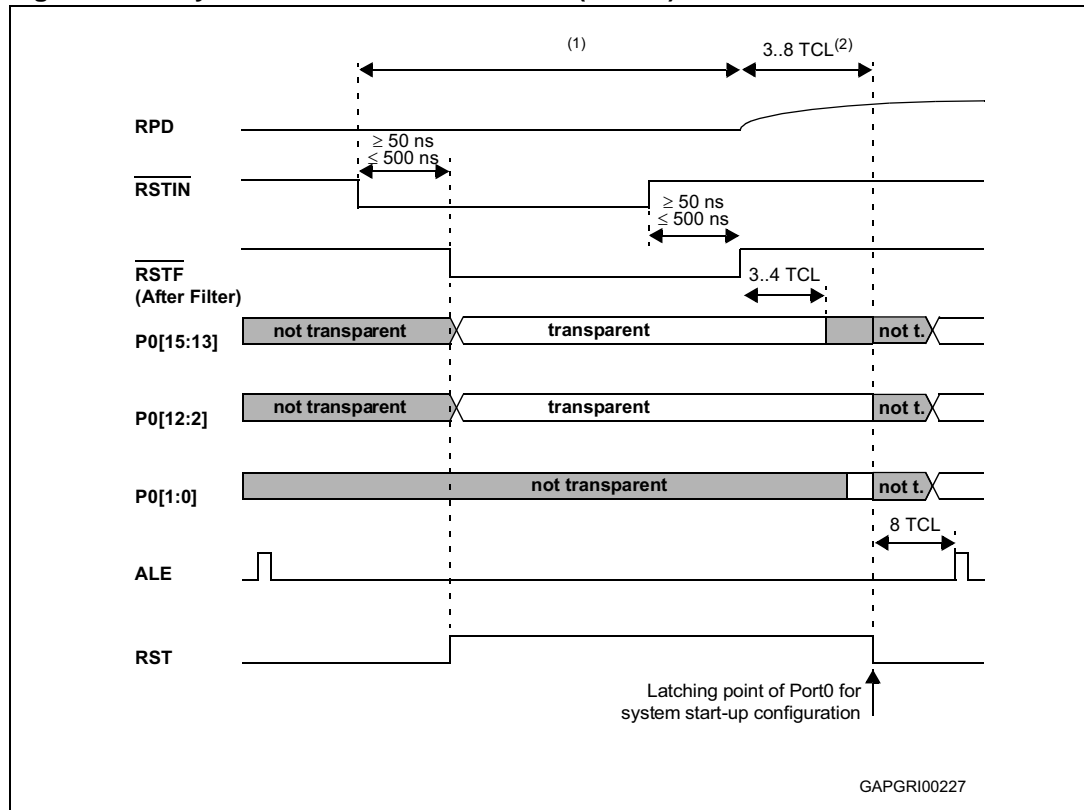 (1)
3..8 TCL(2)
RPD
≥ 50 ns
≤ 500 ns
RSTIN
≥ 50 ns
≤ 500 ns
RSTF
(After Filter)
3..4 TCL
P0[15:13]
not transparent
transparent
not t.
P0[12:2]
not transparent
transparent
not t.
P0[1:0]
not transparent
not t.
8 TCL
ALE
RST
Latching point of Port0 for
system start-up configuration
GAPGRI00227